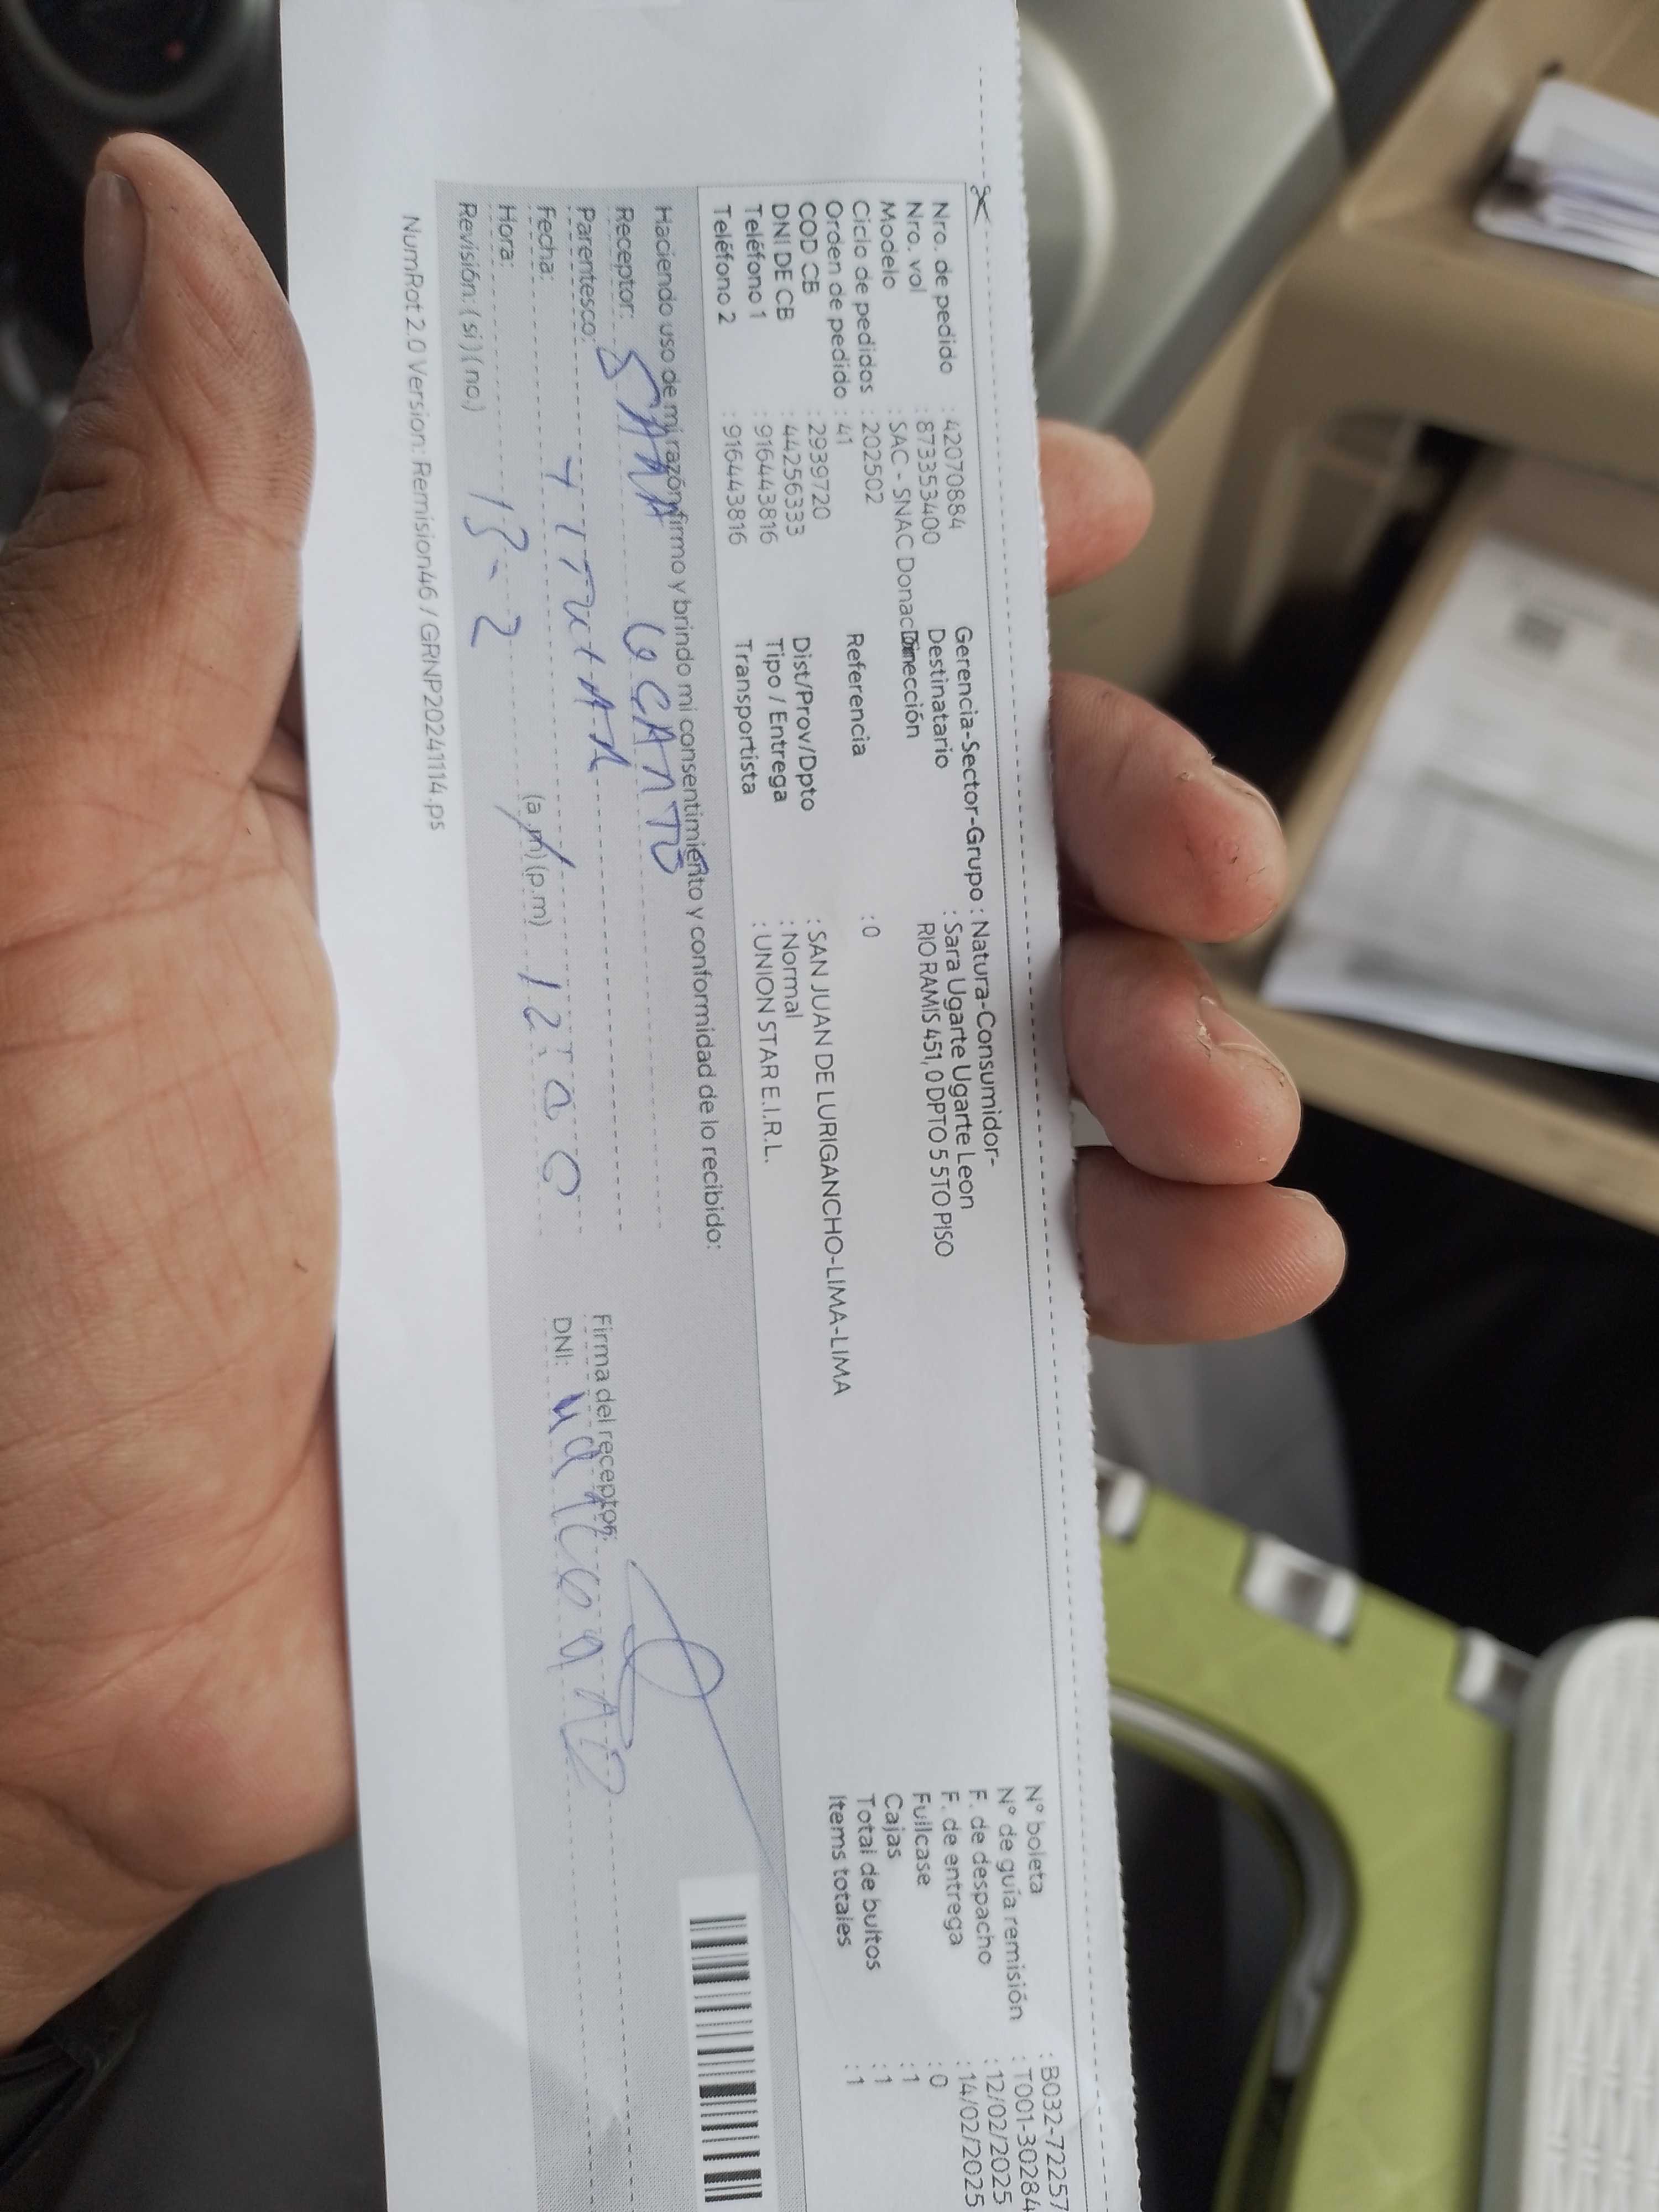 Nro. de pedido : 42070884
Nro. vol : 873353400
Modelo : SAC - SNAC Donac
Ciclo de pedidos : 202502
Orden de pedido : 41
COD CB : 2939720
DNI DE CB : 44256333
Teléfono 1 : 916443816
Teléfono 2 : 916443816
Gerencia-Sector-Grupo : Natura-Consumidor-
Destinatario : Sara Ugarte Ugarte Leon
Dirección RIO RAMIS 451, 0 DPTO 5 5TO PISO
Referencia : 0
Dist/Prov/Dpto : SAN JUAN DE LURIGANCHO-LIMA-LIMA
Tipo / Entrega : Normal
Transportista : UNION STAR E.I.R.L.
N° boleta : B032-72257
N° de guía remisión : T001-30284
F. de despacho : 12/02/2025
F. de entrega : 14/02/2025
Fullcase : 0
Cajas : 1
Total de bultos : 1
Items totales : 1
Haciendo uso de mi razón firmo y brindo mi consentimiento y conformidad de lo recibido:
Receptor: SARA
Parentesco: TITULAR
Fecha: 13-2
Hora: (a.m) (p.m) 12:00
Revisión: (si) (no.)
Firma del receptor:
DNI:
NumRot 2.0 Version: Remision46 / GRNP20241114.ps